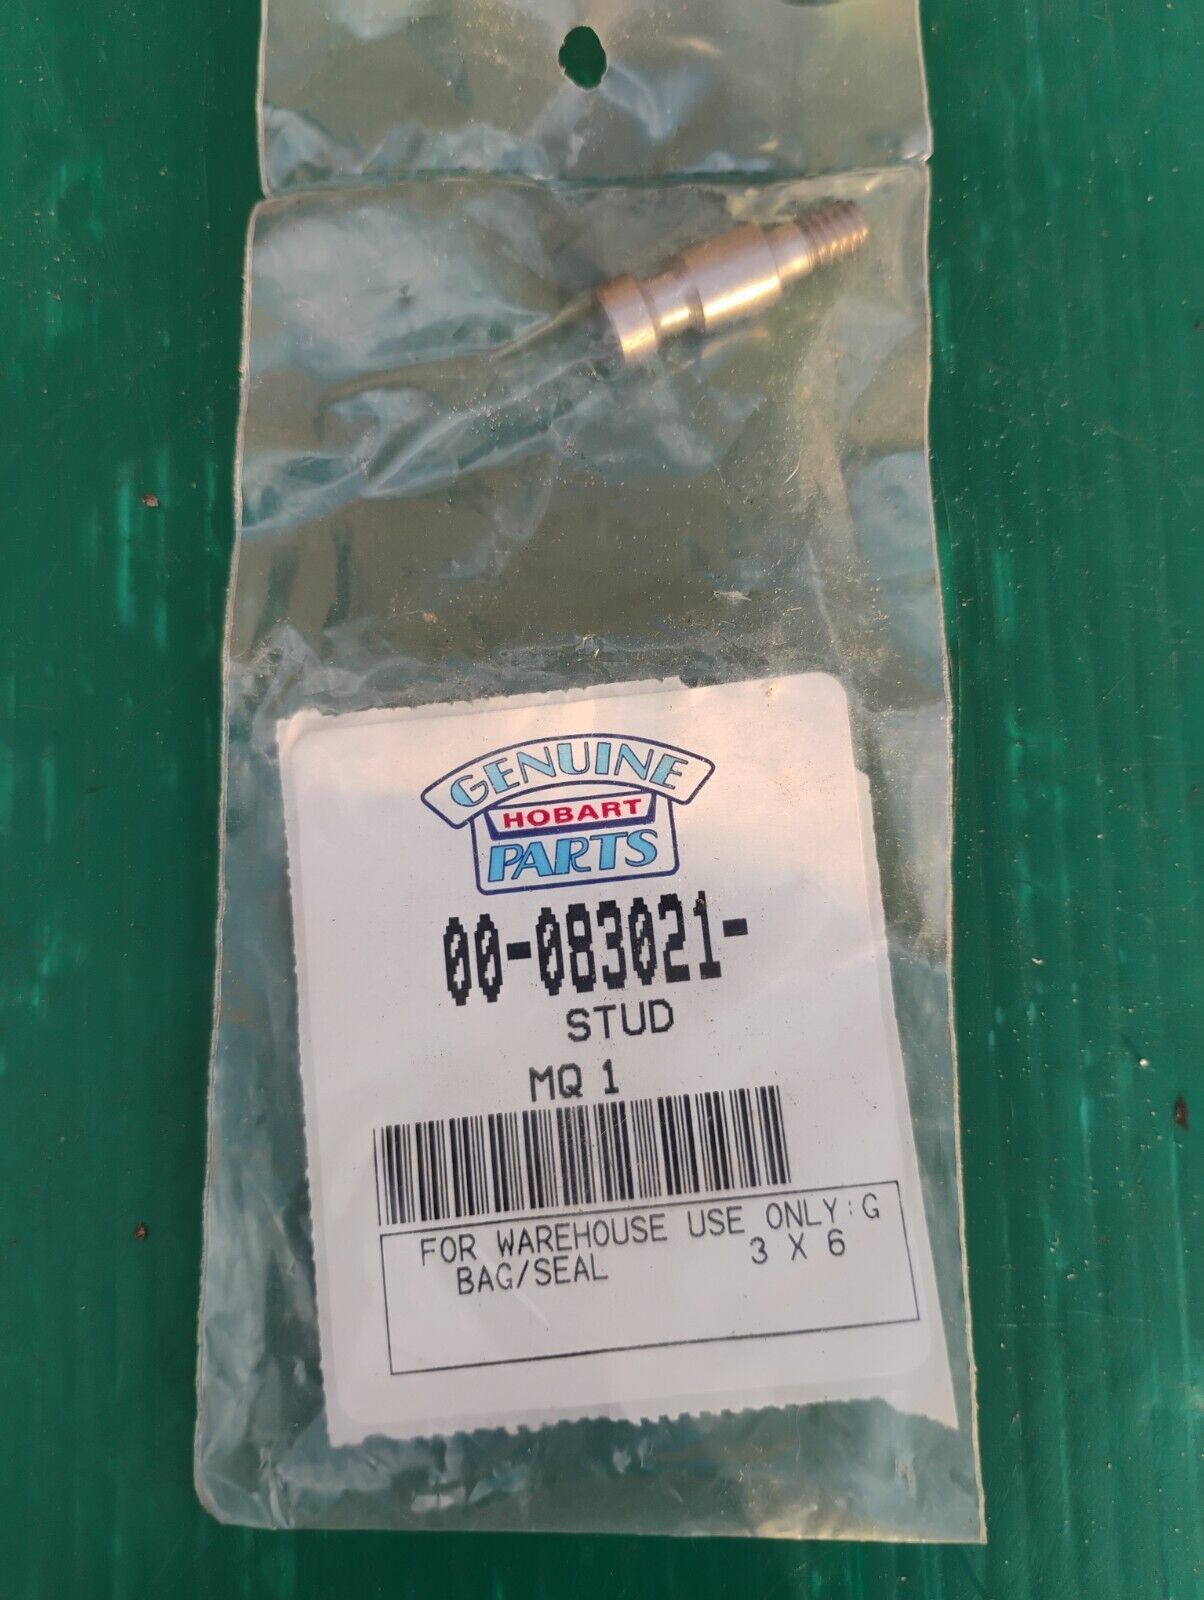 GENUINE
HOBART
PARTS
00-083021-
STUD
MQ 1
FOR WAREHOUSE USE ONLY:G
BAG/SEAL 3 X 6